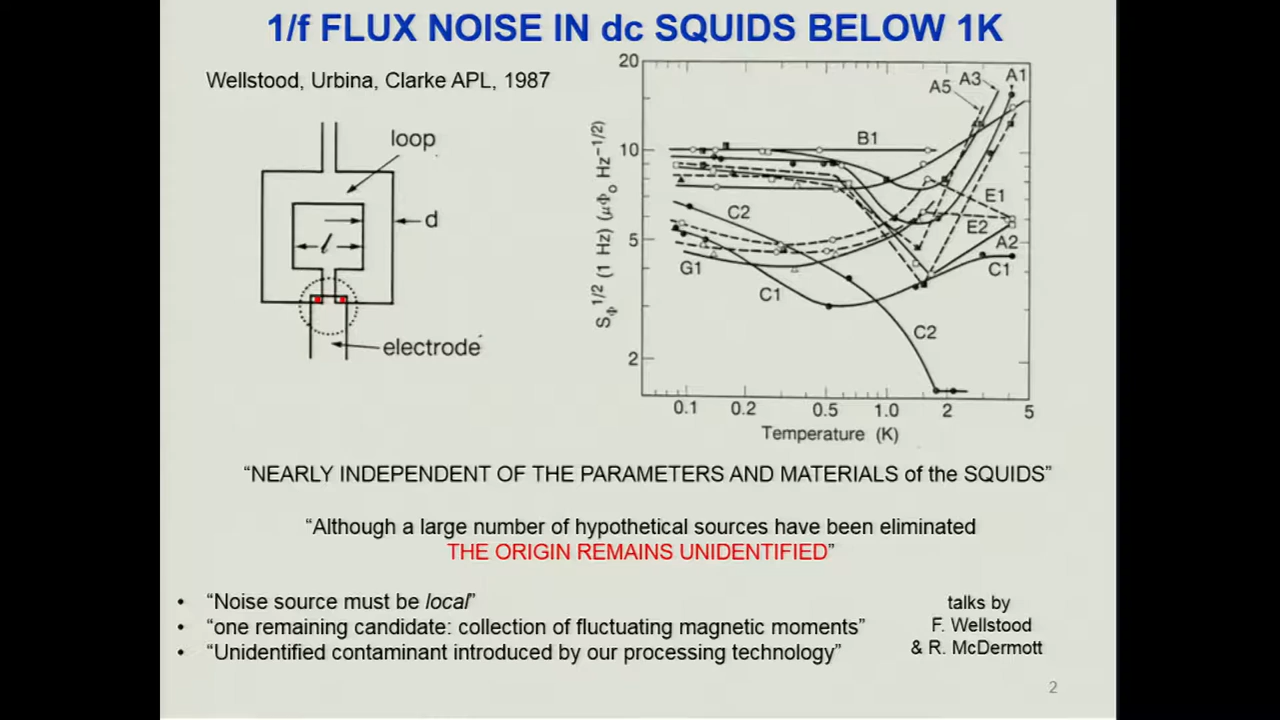 1/f FLUX NOISE IN dc SQUIDS BELOW 1K
Wellstood, Urbina, Clarke APL, 1987
loop
d
l
electrode
20
10
5
2
S_Φ^1/2 (1 Hz) (μΦ_o Hz^−1/2)
A5
A3
A1
B1
C2
E1
E2
A2
G1
C1
C1
C2
0.1 0.2 0.5 1.0 2 5
Temperature (K)
“NEARLY INDEPENDENT OF THE PARAMETERS AND MATERIALS of the SQUIDS”
“Although a large number of hypothetical sources have been eliminated
THE ORIGIN REMAINS UNIDENTIFIED”
• “Noise source must be local”
• “one remaining candidate: collection of fluctuating magnetic moments”
• “Unidentified contaminant introduced by our processing technology”
talks by
F. Wellstood
& R. McDermott
2